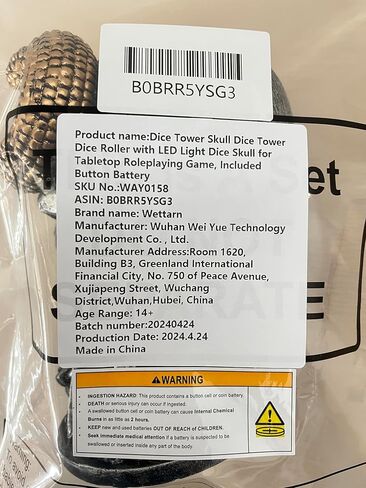 B0BRR5YSG3
Product name:Dice Tower Skull Dice Tower
Dice Roller with LED Light Dice Skull for
Tabletop Roleplaying Game, Included
Button Battery
SKU No.:WAY0158
ASIN: B0BRR5YSG3
Brand name: Wettarn
Manufacturer: Wuhan Wei Yue Technology
Development Co. , Ltd.
Manufacturer Address:Room 1620,
Building B3, Greenland International
Financial City, No. 750 of Peace Avenue,
Xujiapeng Street, Wuchang
District,Wuhan,Hubei, China
Age Range: 14+
Batch number:20240424
Production Date: 2024.4.24
Made in China
WARNING
• INGESTION HAZARD: This product contains a button cell or coin battery.
• DEATH or serious injury can occur if ingested.
• A swallowed button cell or coin battery can cause Internal Chemical
Burns in as little as 2 hours.
• KEEP new and used batteries OUT OF REACH of CHILDREN.
• Seek immediate medical attention if a battery is suspected to be
swallowed or inserted inside any part of the body.